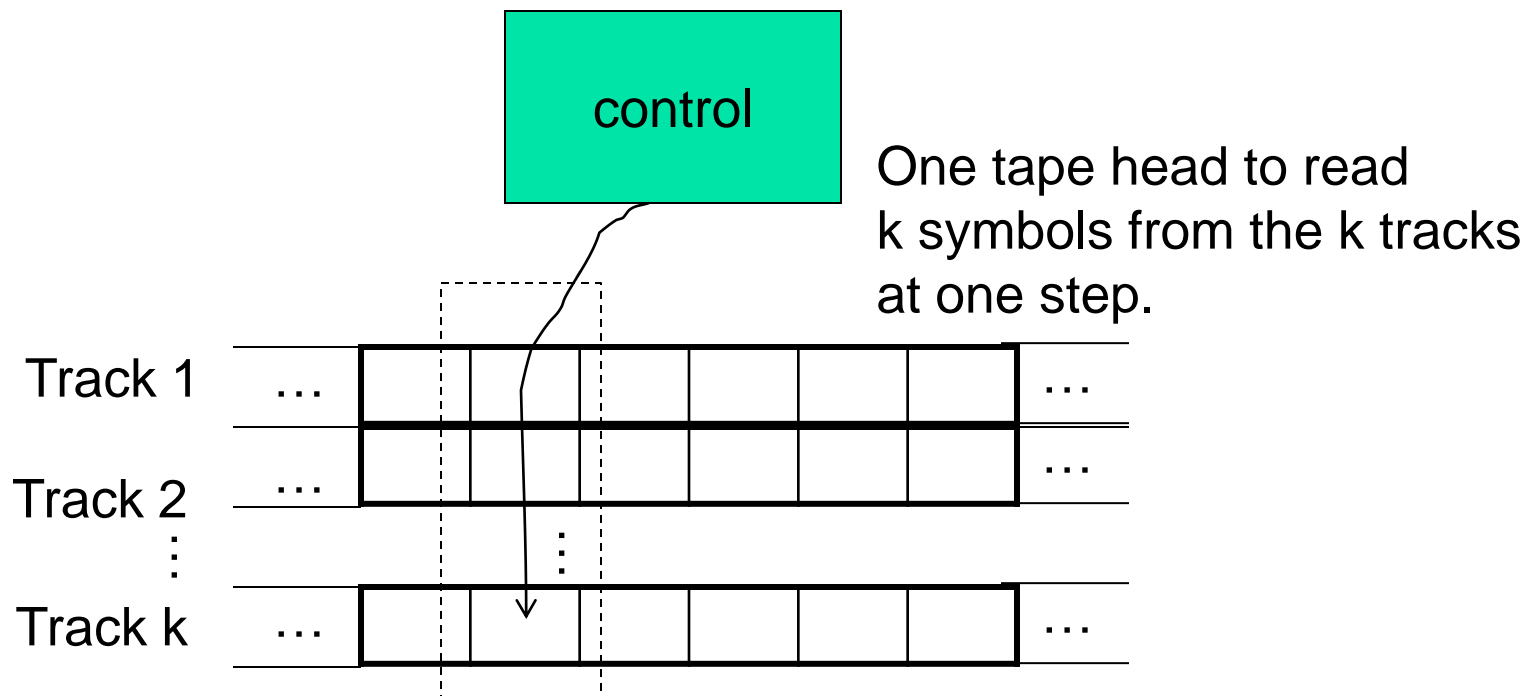 control
One tape head to read
k symbols from the k tracks
at one step.
Track 1 … …
… 
Track 2 …
⋮ ⋮
Track k … …